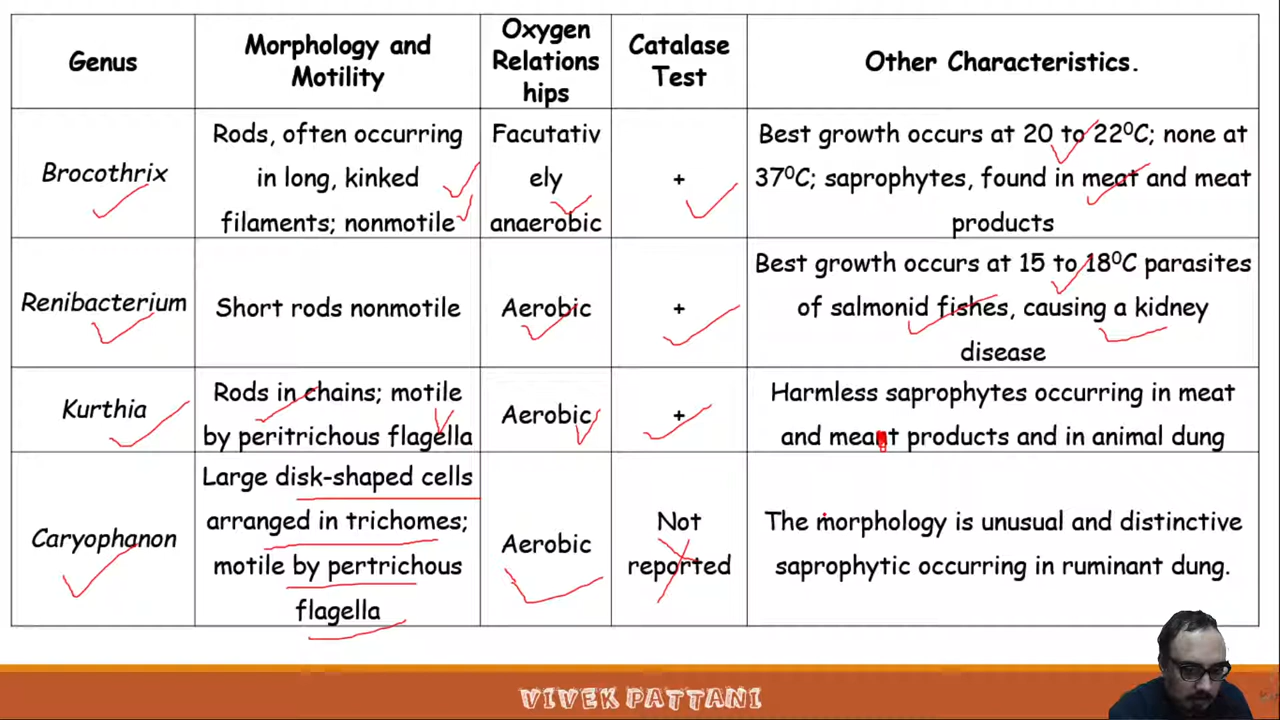 Genus
Morphology and
Motility
Oxygen
Relations
hips
Catalase
Test
Other Characteristics.
Brocothrix
Rods, often occurring
in long, kinked
filaments; nonmotile
Facutativ
ely
anaerobic
+
Best growth occurs at 20 to 22⁰C; none at
37⁰C; saprophytes, found in meat and meat
products
Renibacterium
Short rods nonmotile
Aerobic
+
Best growth occurs at 15 to 18⁰C parasites
of salmonid fishes, causing a kidney
disease
Kurthia
Rods in chains; motile
by peritrichous flagella
Aerobic
+
Harmless saprophytes occurring in meat
and meant products and in animal dung
Caryophanon
Large disk-shaped cells
arranged in trichomes;
motile by pertrichous
flagella
Aerobic
Not
reported
The morphology is unusual and distinctive
saprophytic occurring in ruminant dung.
VIVEK PATTANI